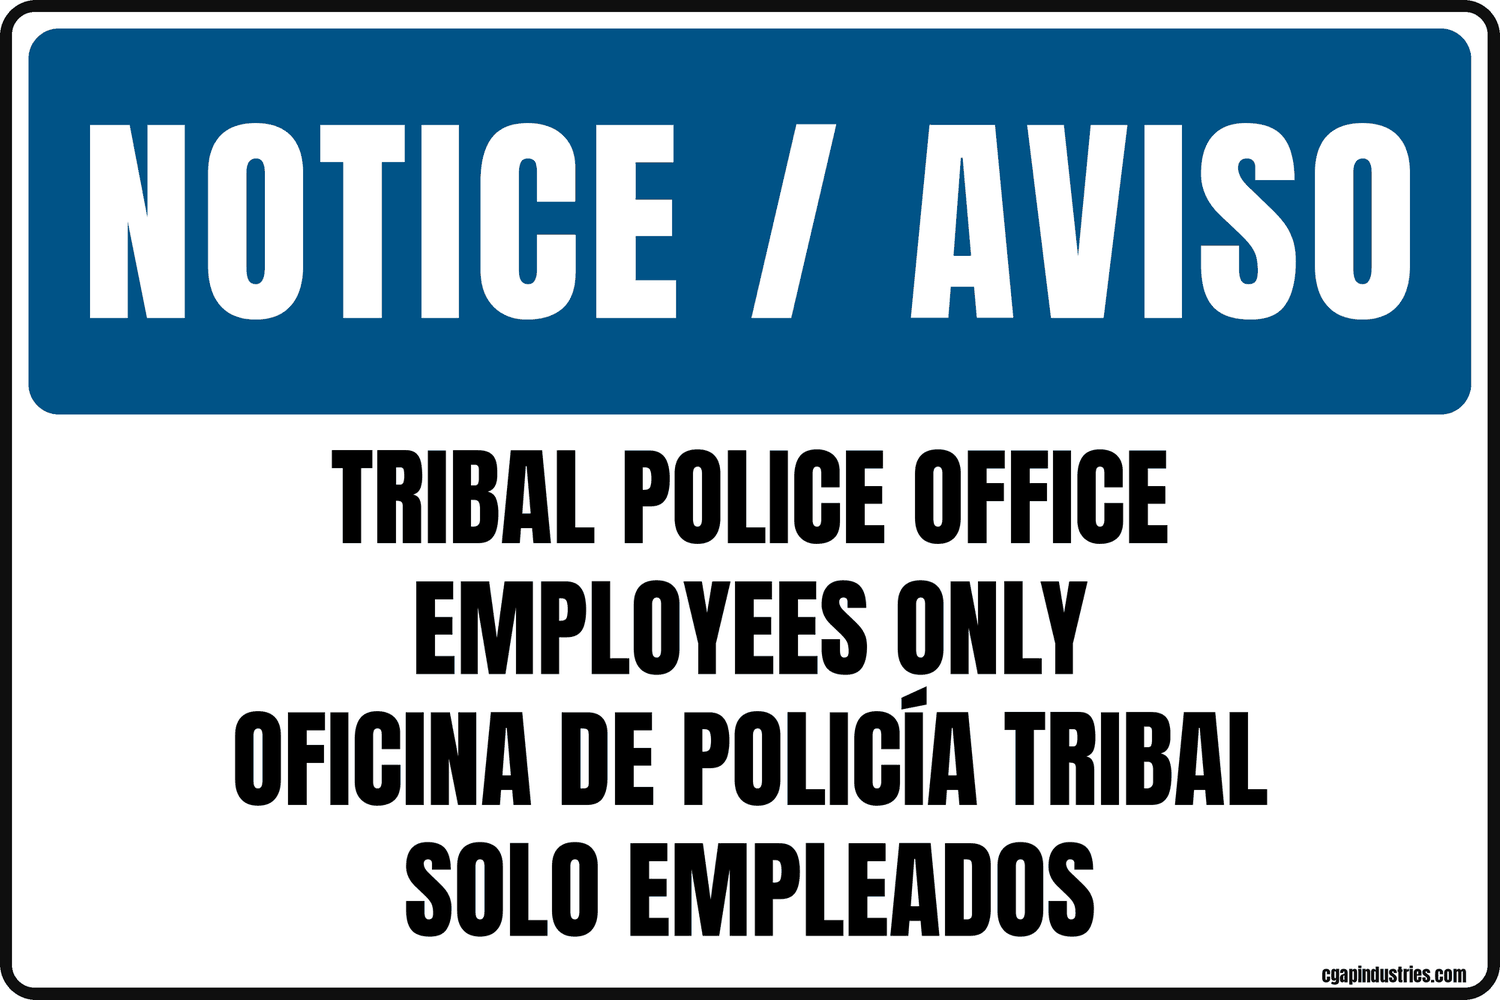 NOTICE / AVISO
TRIBAL POLICE OFFICE
EMPLOYEES ONLY
OFICINA DE POLICÍA TRIBAL
SOLO EMPLEADOS
cgapindustries.com